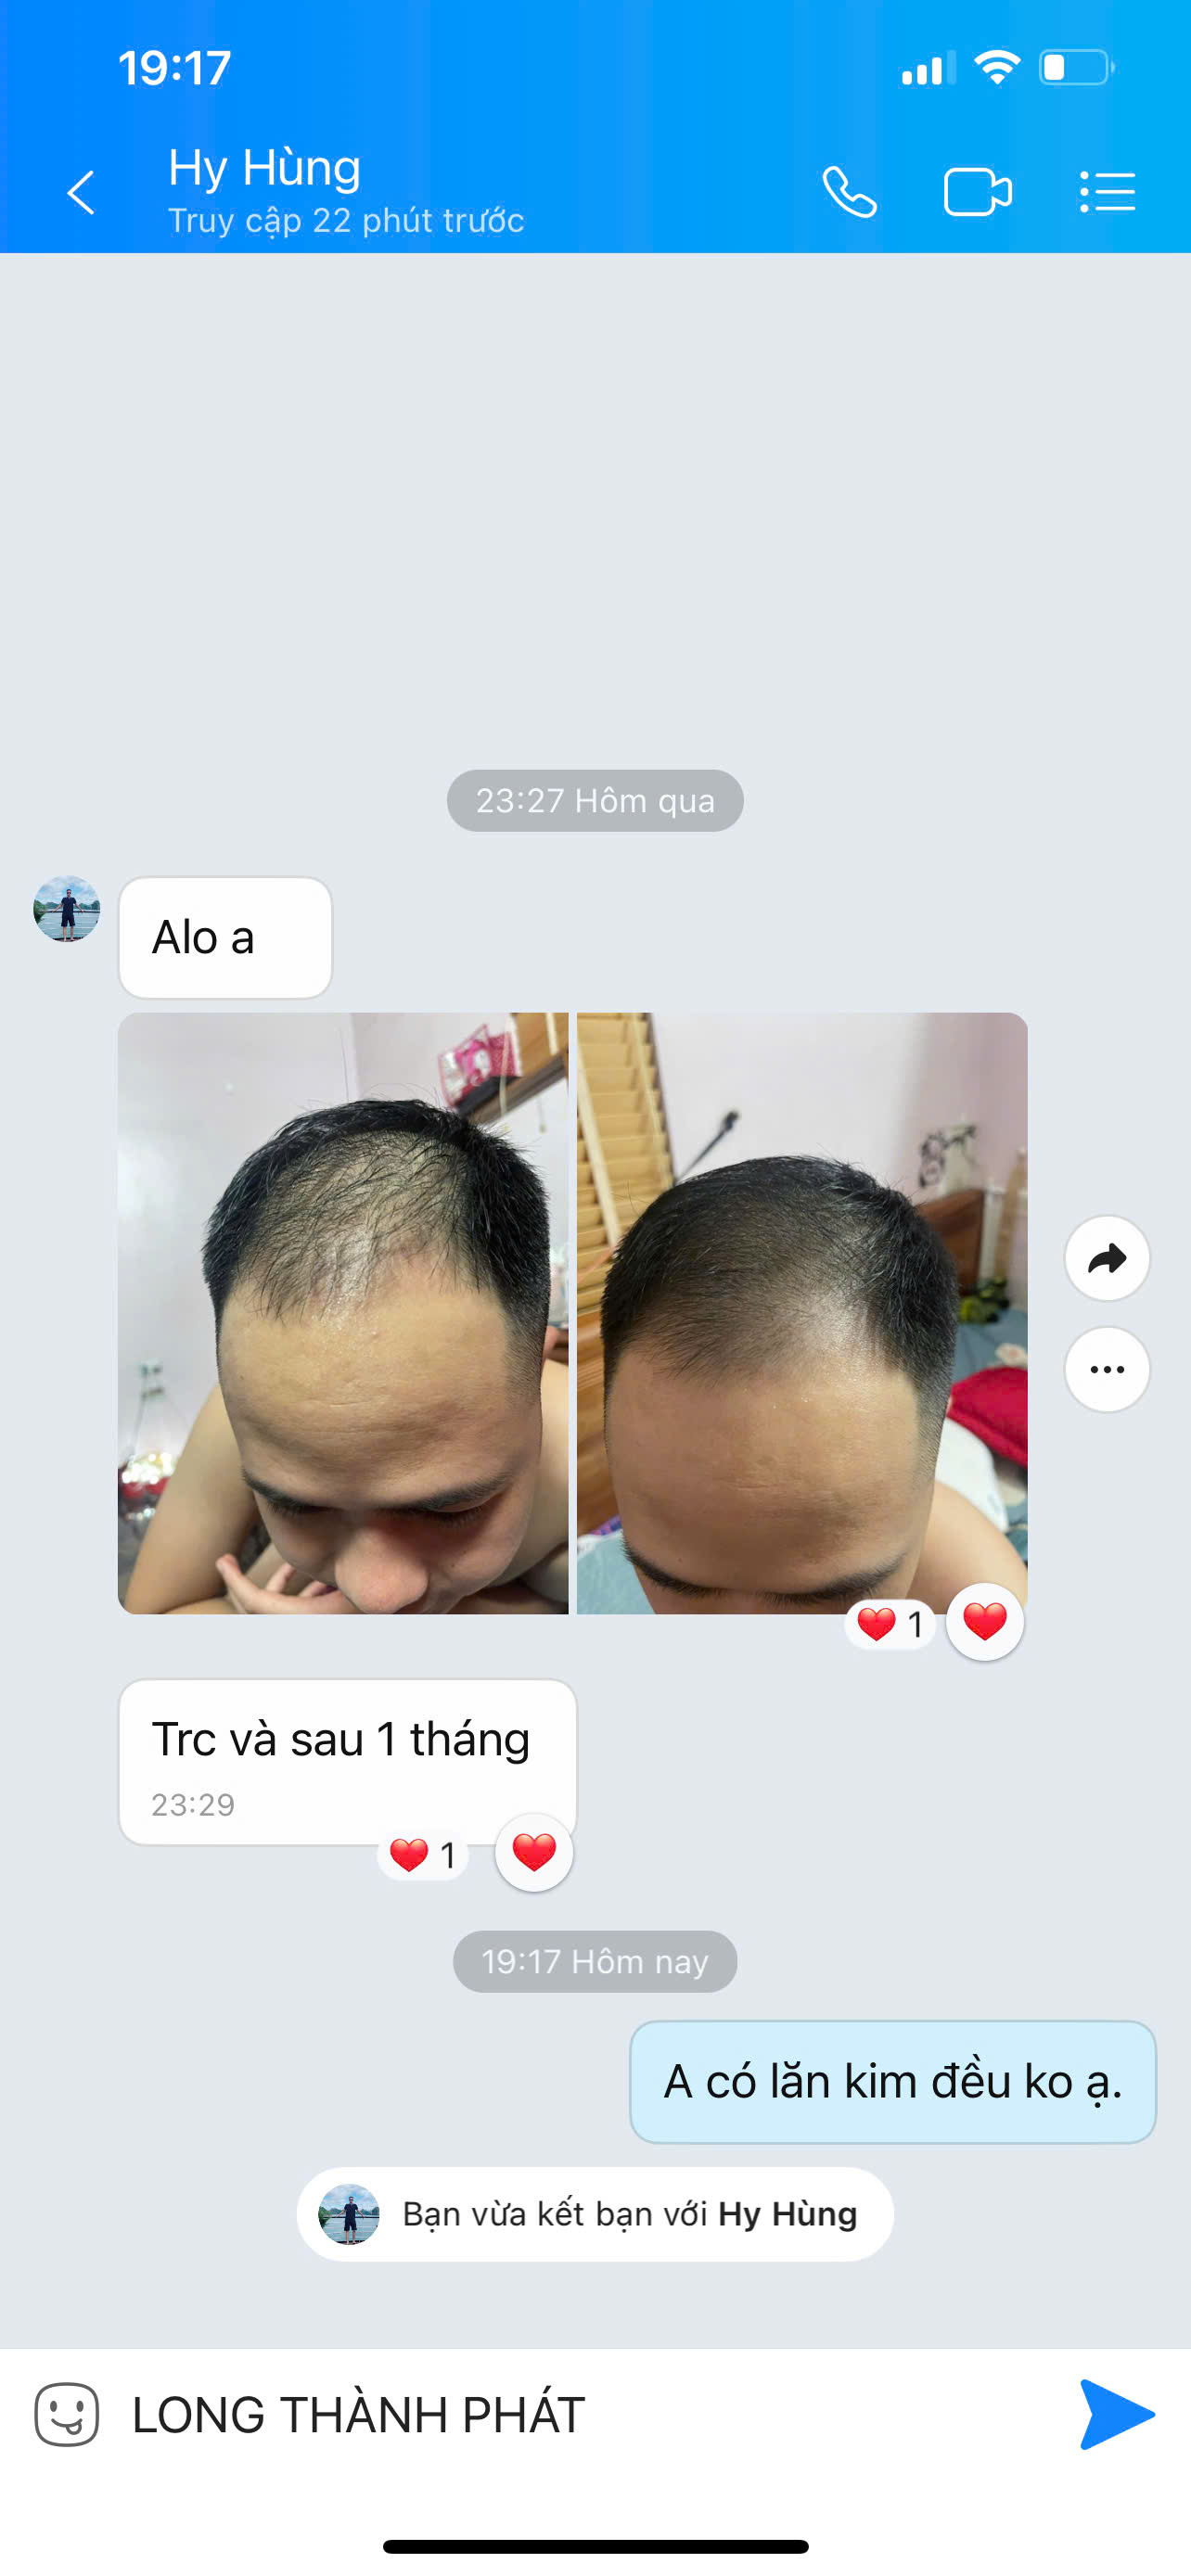 19:17
Hy Hùng
Truy cập 22 phút trước
23:27 Hôm qua
Alo a
1
Trc và sau 1 tháng
23:29
1
19:17 Hôm nay
A có lăn kim đều ko ạ.
Bạn vừa kết bạn với Hy Hùng
LONG THÀNH PHÁT